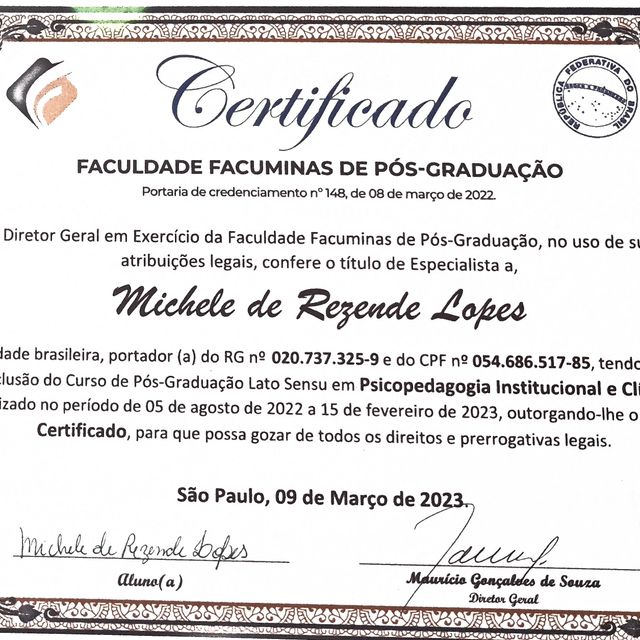 Certificado
REPÚBLICA FEDERATIVA DO BRASIL
FACULDADE FACUMINAS DE PÓS-GRADUAÇÃO
Portaria de credenciamento nº 148, de 08 de março de 2022.
Diretor Geral em Exercício da Faculdade Facuminas de Pós-Graduação, no uso de su
atribuições legais, confere o título de Especialista a,
Michele de Rezende Lopes
dade brasileira, portador (a) do RG nº 020.737.325-9 e do CPF nº 054.686.517-85, tendo
clusão do Curso de Pós-Graduação Lato Sensu em Psicopedagogia Institucional e Clí
izado no período de 05 de agosto de 2022 a 15 de fevereiro de 2023, outorgando-lhe o
Certificado, para que possa gozar de todos os direitos e prerrogativas legais.
São Paulo, 09 de Março de 2023.
Michele de Rezende Lopes
Aluno(a)
Maurício Gonçalves de Souza
Diretor Geral